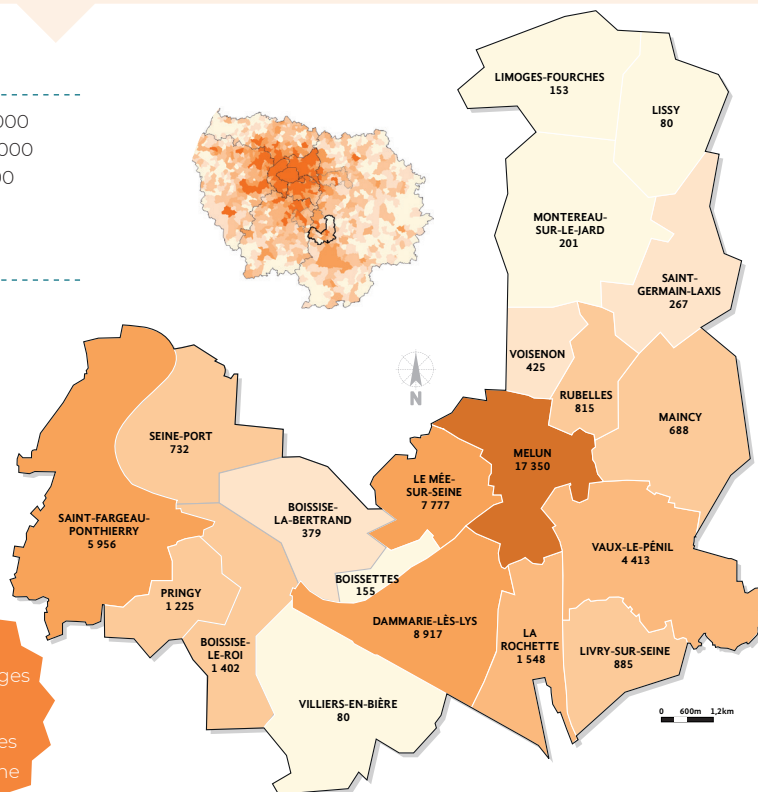 000
000
00
LIMOGES-FOURCHES
153
LISSY
80
MONTEREAU-
SUR-LE-JARD
201
SAINT-
GERMAIN-LAXIS
267
VOISENON
425
RUBELLES
815
MAINCY
688
N
SEINE-PORT
732
MELUN
17 350
LE MÉE-
SUR-SEINE
7 777
BOISSISE-
LA-BERTRAND
379
SAINT-FARGEAU-
PONTHIERRY
5 956
VAUX-LE-PÉNIL
4 413
BOISSETTES
155
PRINGY
1 225
DAMMARIE-LÈS-LYS
8 917
BOISSISE-
LE-ROI
1 402
LA
ROCHETTE
1 548
LIVRY-SUR-SEINE
885
VILLIERS-EN-BIÈRE
80
0 600m 1,2km
ges
es
ne